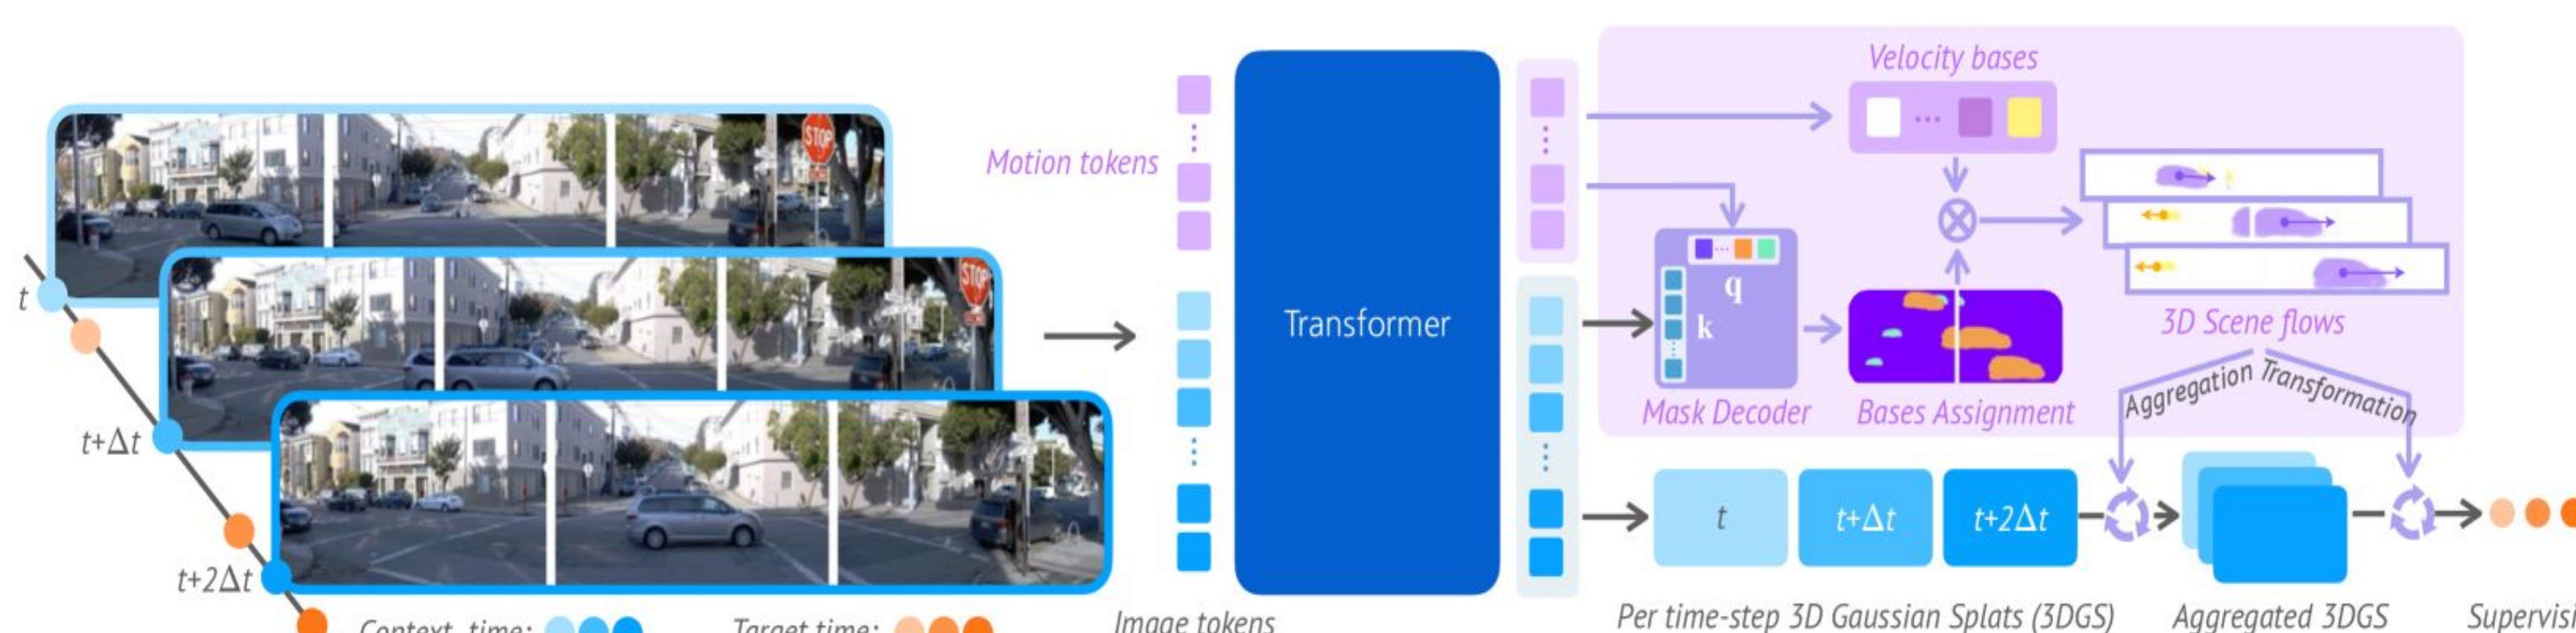 Velocity bases
Motion tokens
STOP
STOP
t
t+Δt
t+2Δt
Transformer
q
k
Mask Decoder
Bases Assignment
3D Scene flows
Aggregation
Transformation
t
t+Δt
t+2Δt
Context time:
Target time:
Image tokens
Per time-step 3D Gaussian Splats (3DGS)
Aggregated 3DGS